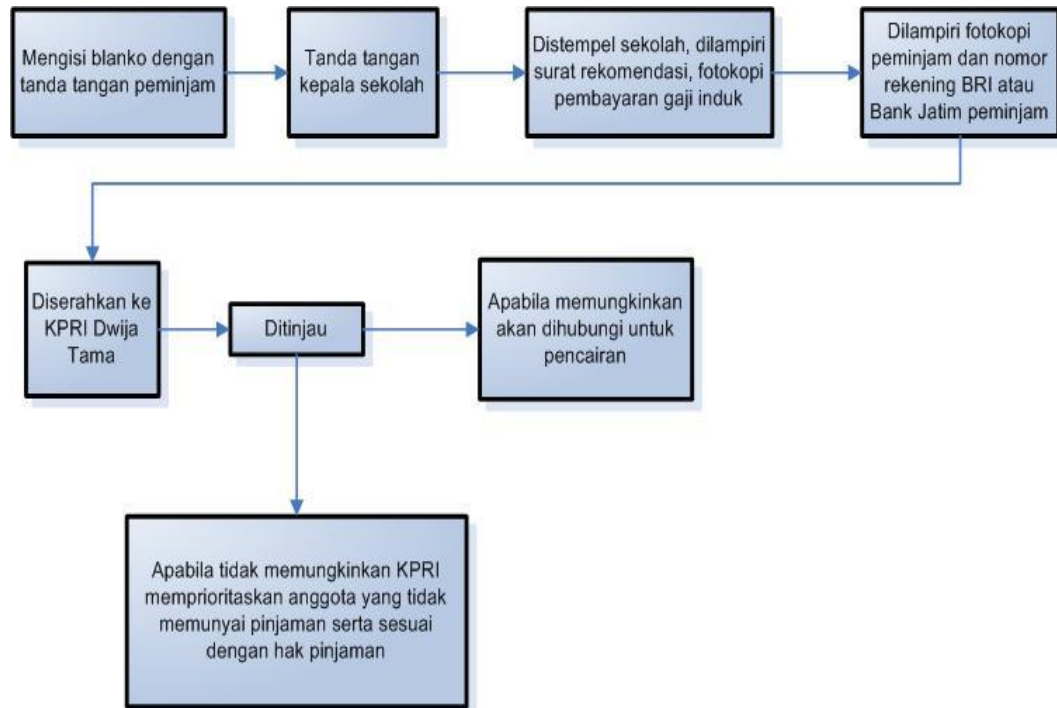 Mengisi blanko dengan
tanda tangan peminjam
Tanda tangan
kepala sekolah
Distempel sekolah, dilampiri
surat rekomendasi, fotokopi
pembayaran gaji induk
Dilampiri fotokopi
peminjam dan nomor
rekening BRI atau
Bank Jatim peminjam
Diserahkan ke
KPRI Dwija
Tama
Ditinjau
Apabila memungkinkan
akan dihubungi untuk
pencairan
Apabila tidak memungkinkan KPRI
memprioritaskan anggota yang tidak
memunyai pinjaman serta sesuai
dengan hak pinjaman